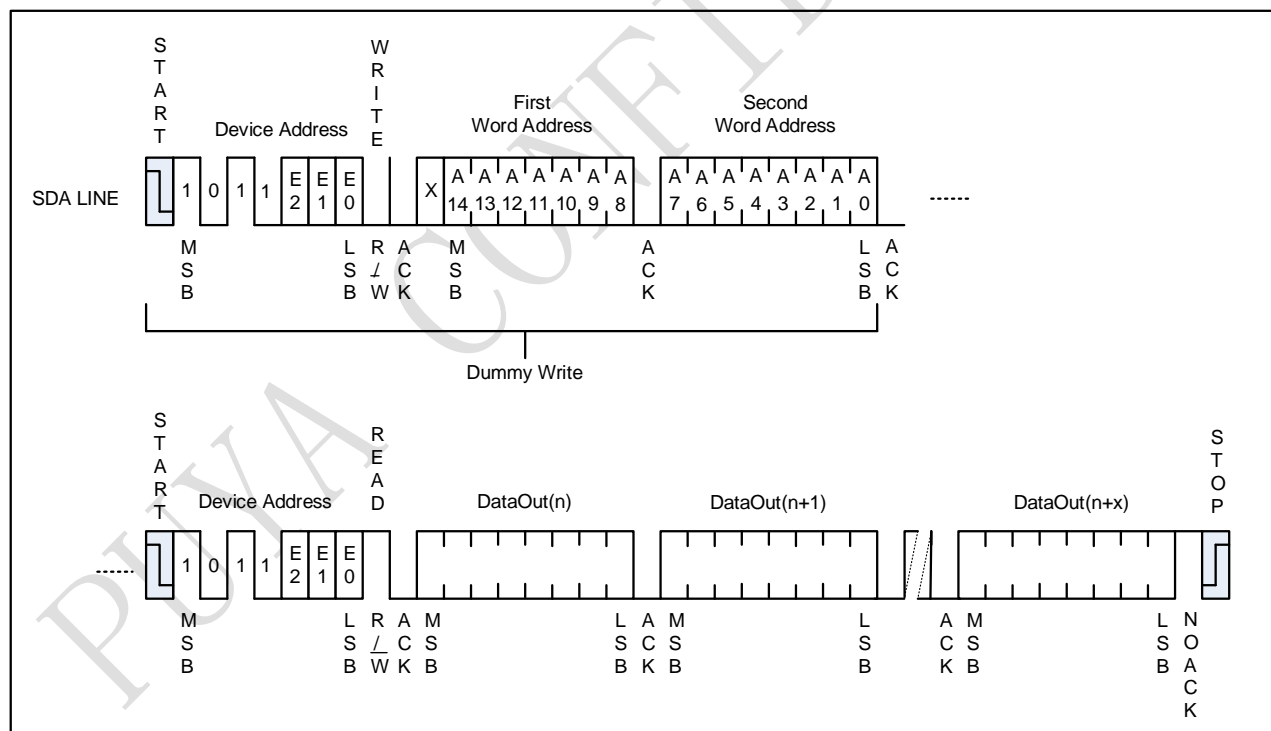 START
WRITE
First
Word Address
Second
Word Address
Device Address
SDA LINE
1 0 1 1 E2 E1 E0
X A14 A13 A12 A11 A10 A9 A8
A7 A6 A5 A4 A3 A2 A1 A0
......
MSB
LSB
R/W
ACK
MSB
ACK
LSB
ACK
Dummy Write
START
READ
STOP
Device Address
DataOut(n)
DataOut(n+1)
DataOut(n+x)
......
1 0 1 1 E2 E1 E0
MSB
LSB
R/W
ACK
MSB
LSB
ACK
MSB
LSB
ACK
MSB
LSB
NOACK
PUYA CONFI